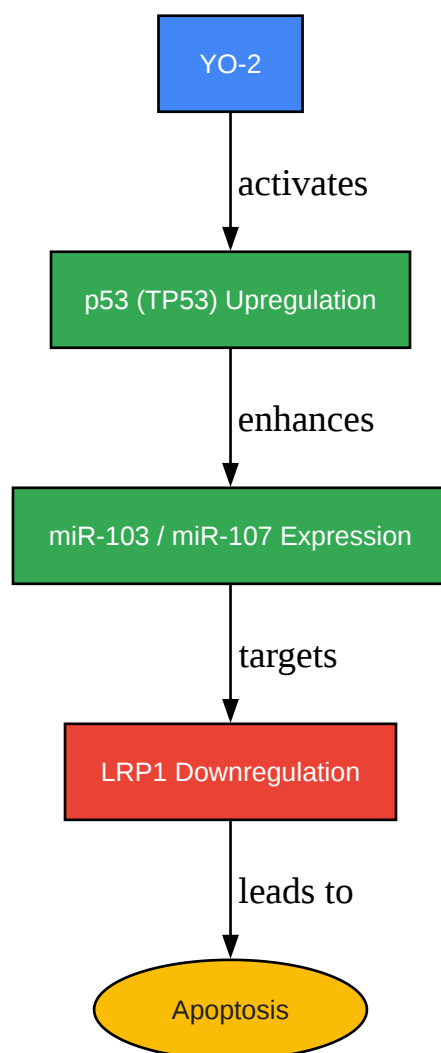 YO-2
activates
p53 (TP53) Upregulation
enhances
miR-103 / miR-107 Expression
targets
LRP1 Downregulation
leads to
Apoptosis